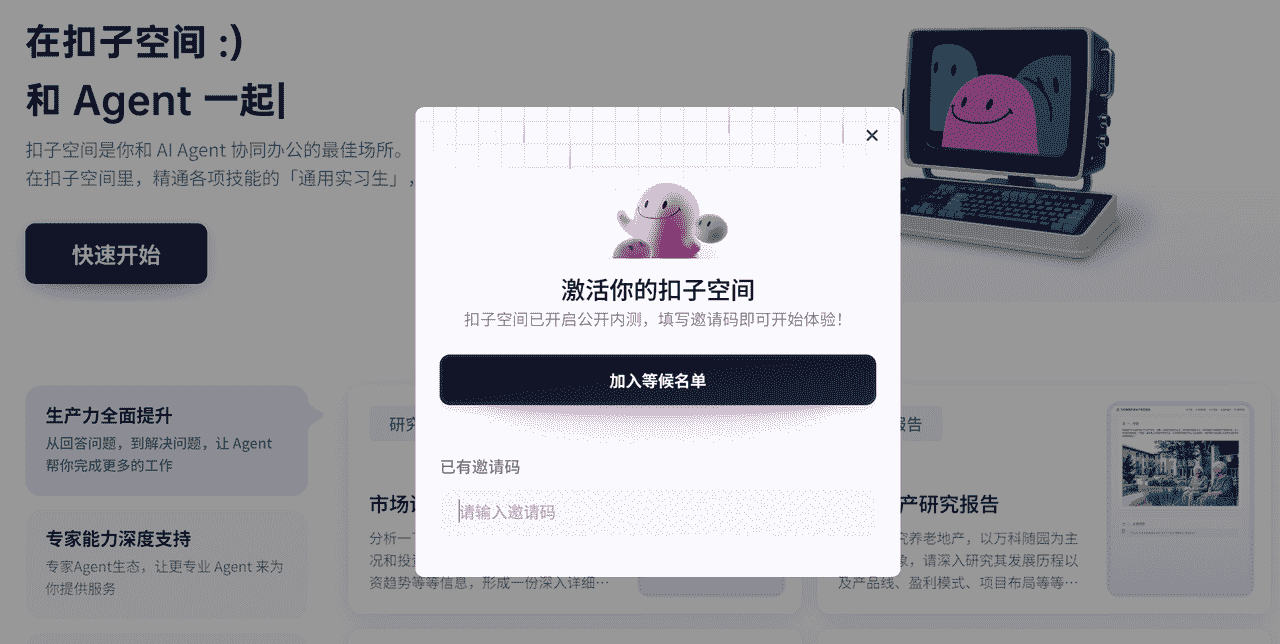 在扣子空间 :)
和 Agent 一起
扣子空间是你和 AI Agent 协同办公的最佳场所。
在扣子空间里，精通各项技能的「通用实习生」，
快速开始
激活你的扣子空间
扣子空间已开启公开内测，填写邀请码即可开始体验！
加入等候名单
已有邀请码
请输入邀请码
生产力全面提升
从回答问题，到解决问题，让 Agent
帮你完成更多的工作
专家能力深度支持
专家Agent生态，让更专业 Agent 来为
你提供服务
研究
市场
分析一
况和投
资趋势等等信息，形成一份深入详细…
报告
产研究报告
究养老地产，以万科随园为主
象，请深入研究其发展历程以
及产品线、盈利模式、项目布局等等…